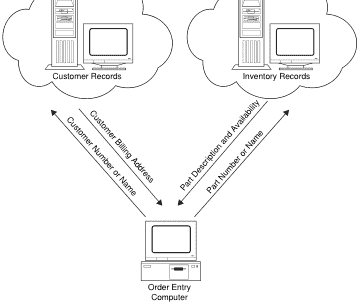 Customer Records
Inventory Records
Customer Billing Address
Customer Number or Name
Part Description and Availability
Part Number or Name
Order Entry
Computer